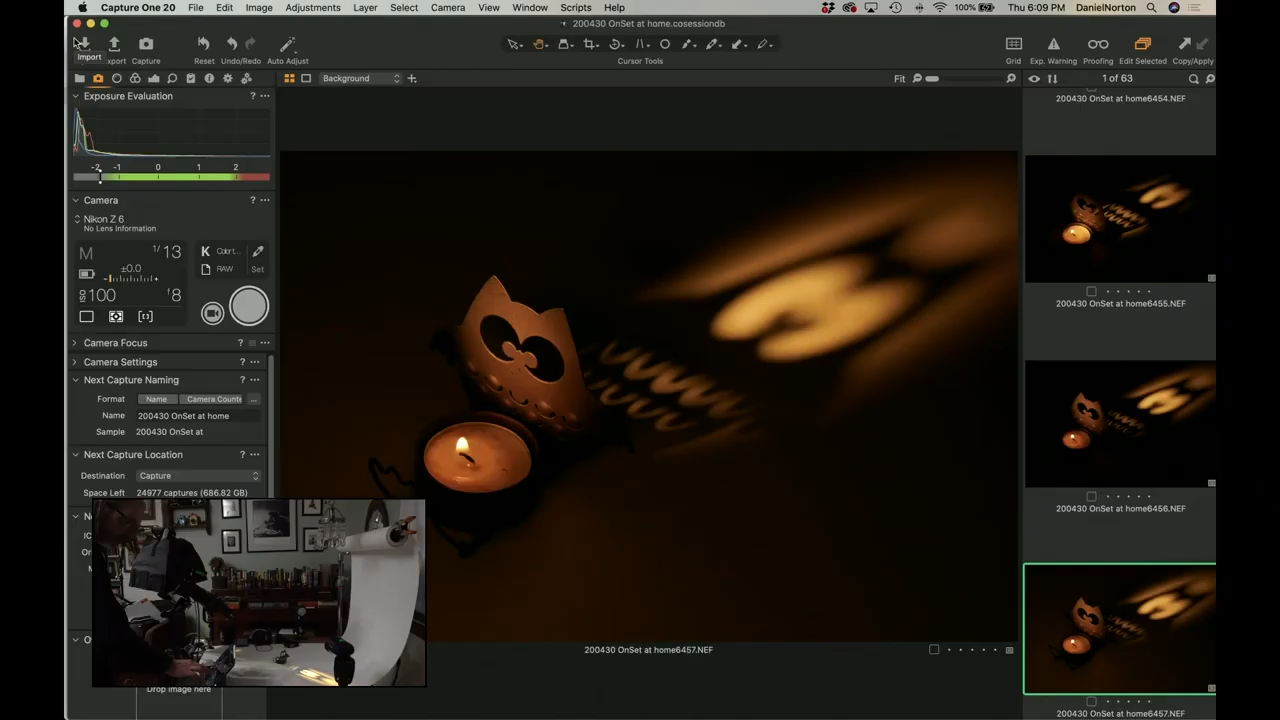 Capture One 20 File Edit Image Adjustments Layer Select Camera View Window Scripts Help
100% Thu 6:09 PM DanielNorton
200430 OnSet at home.cosessiondb
Import
Export Capture Reset Undo/Redo Auto Adjust Cursor Tools Grid Exp. Warning Proofing Edit Selected Copy/Apply
Background Fit 1 of 63
Exposure Evaluation ?
-2 -1 0 1 2
Camera ?
Nikon Z 6
No Lens Information
M 1/13 K
±0.0 RAW Set
ISO 100 f8
Camera Focus ?
Camera Settings
Next Capture Naming
Format Name Camera Count
Name 200430 OnSet at home
Sample 200430 OnSet at
Next Capture Location
Destination Capture
Space Left 24977 captures (686.82 GB)
Drop image here
200430 OnSet at home6457.NEF
200430 OnSet at home6454.NEF
200430 OnSet at home6455.NEF
200430 OnSet at home6456.NEF
200430 OnSet at home6457.NEF